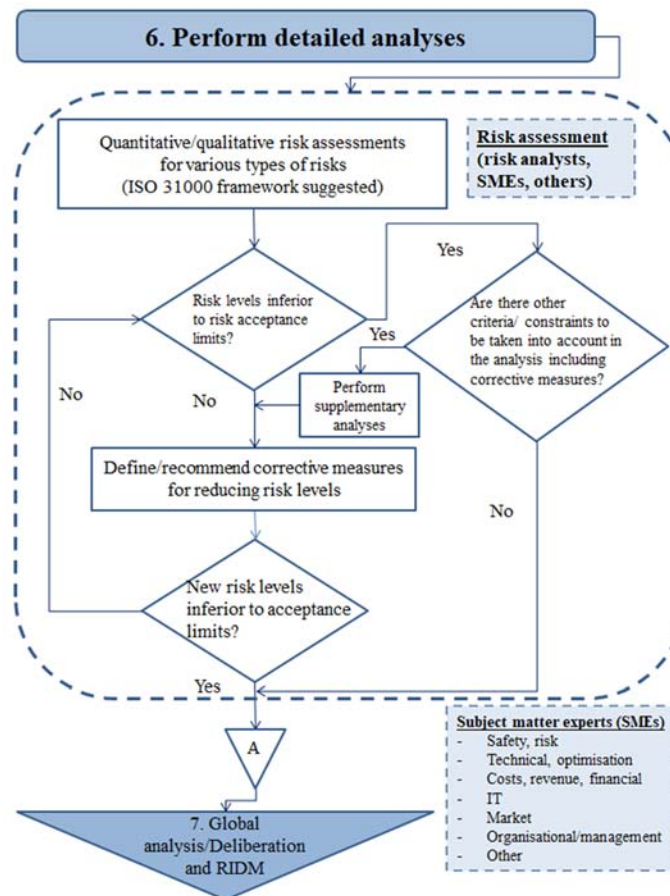 6. Perform detailed analyses
Quantitative/qualitative risk assessments
for various types of risks
(ISO 31000 framework suggested)
Risk assessment
(risk analysts,
SMEs, others)
Yes
Risk levels inferior
to risk acceptance
limits?
Are there other
criteria/ constraints to
be taken into account in
the analysis including
corrective measures?
Yes
No
No
Perform
supplementary
analyses
Define/recommend corrective measures
for reducing risk levels
No
New risk levels
inferior to acceptance
limits?
Yes
A
7. Global
analysis/Deliberation
and RIDM
Subject matter experts (SMEs)
- Safety, risk
- Technical, optimisation
- Costs, revenue, financial
- IT
- Market
- Organisational/management
- Other